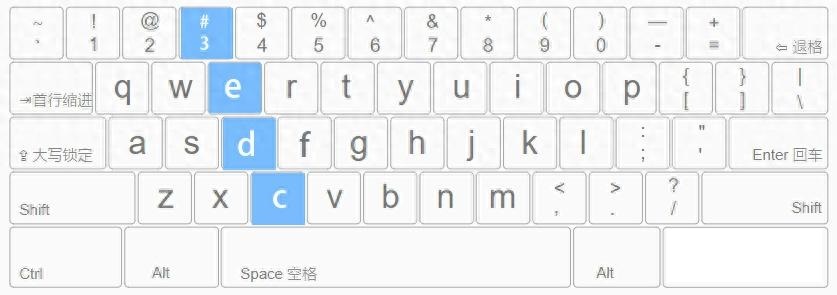 ~ ! @ # $ % ^ & * ( ) — +
` 1 2 3 4 5 6 7 8 9 0 - = ⇦ 退格
⇥首行缩进 q w e r t y u i o p { } |
[ ] \
⇪ 大写锁定 a s d f g h j k l : "
; ' Enter 回车
Shift z x c v b n m < > ?
, . / Shift
Ctrl Alt Space 空格 Alt